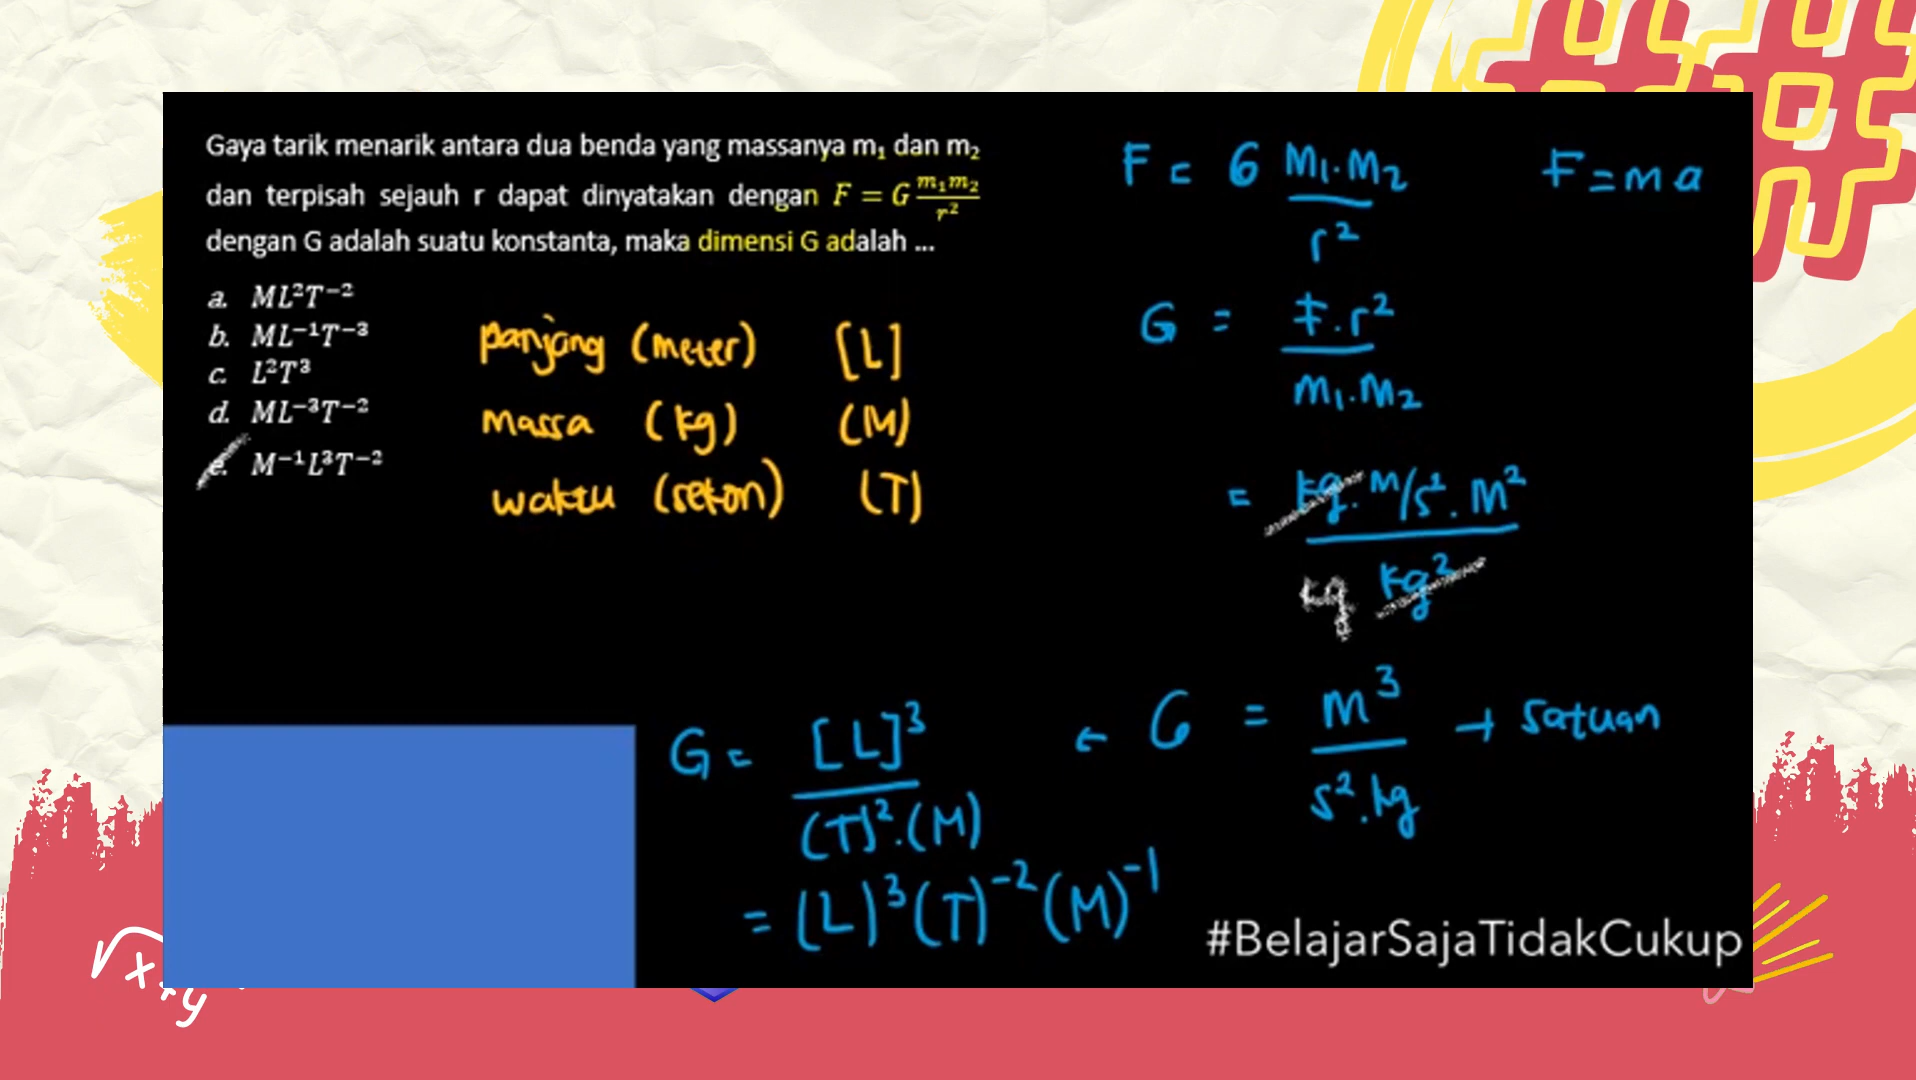 Gaya tarik menarik antara dua benda yang massanya m₁ dan m₂
dan terpisah sejauh r dapat dinyatakan dengan F = G m₁m₂/r²
dengan G adalah suatu konstanta, maka dimensi G adalah ...
a. ML²T⁻²
b. ML⁻¹T⁻³
c. L²T³
d. ML⁻³T⁻²
e. M⁻¹L³T⁻²
panjang (meter) [L]
massa (kg) (M)
waktu (sekon) (T)
F = G m₁.m₂/r²
F = m a
G = F.r²/m₁.m₂
= kg.m/s².m²/kg²
kg
G = m³/s².kg → satuan
← G = [L]³/(T)².(M)
= (L)³(T)⁻²(M)⁻¹
#BelajarSajaTidakCukup
√x+y